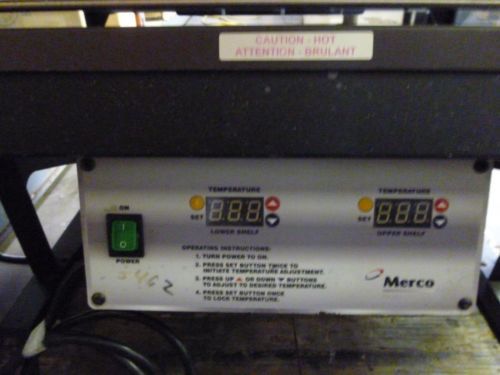 CAUTION - HOT
ATTENTION - BRULANT
ON
POWER
TEMPERATURE
SET
LOWER SHELF
TEMPERATURE
SET
UPPER SHELF
OPERATING INSTRUCTIONS:
1. TURN POWER TO ON.
2. PRESS SET BUTTON TWICE TO
INITIATE TEMPERATURE ADJUSTMENT.
3. PRESS UP ▲ OR DOWN ▼ BUTTONS
TO ADJUST TO DESIRED TEMPERATURE.
4. PRESS SET BUTTON ONCE
TO LOCK TEMPERATURE.
Merco